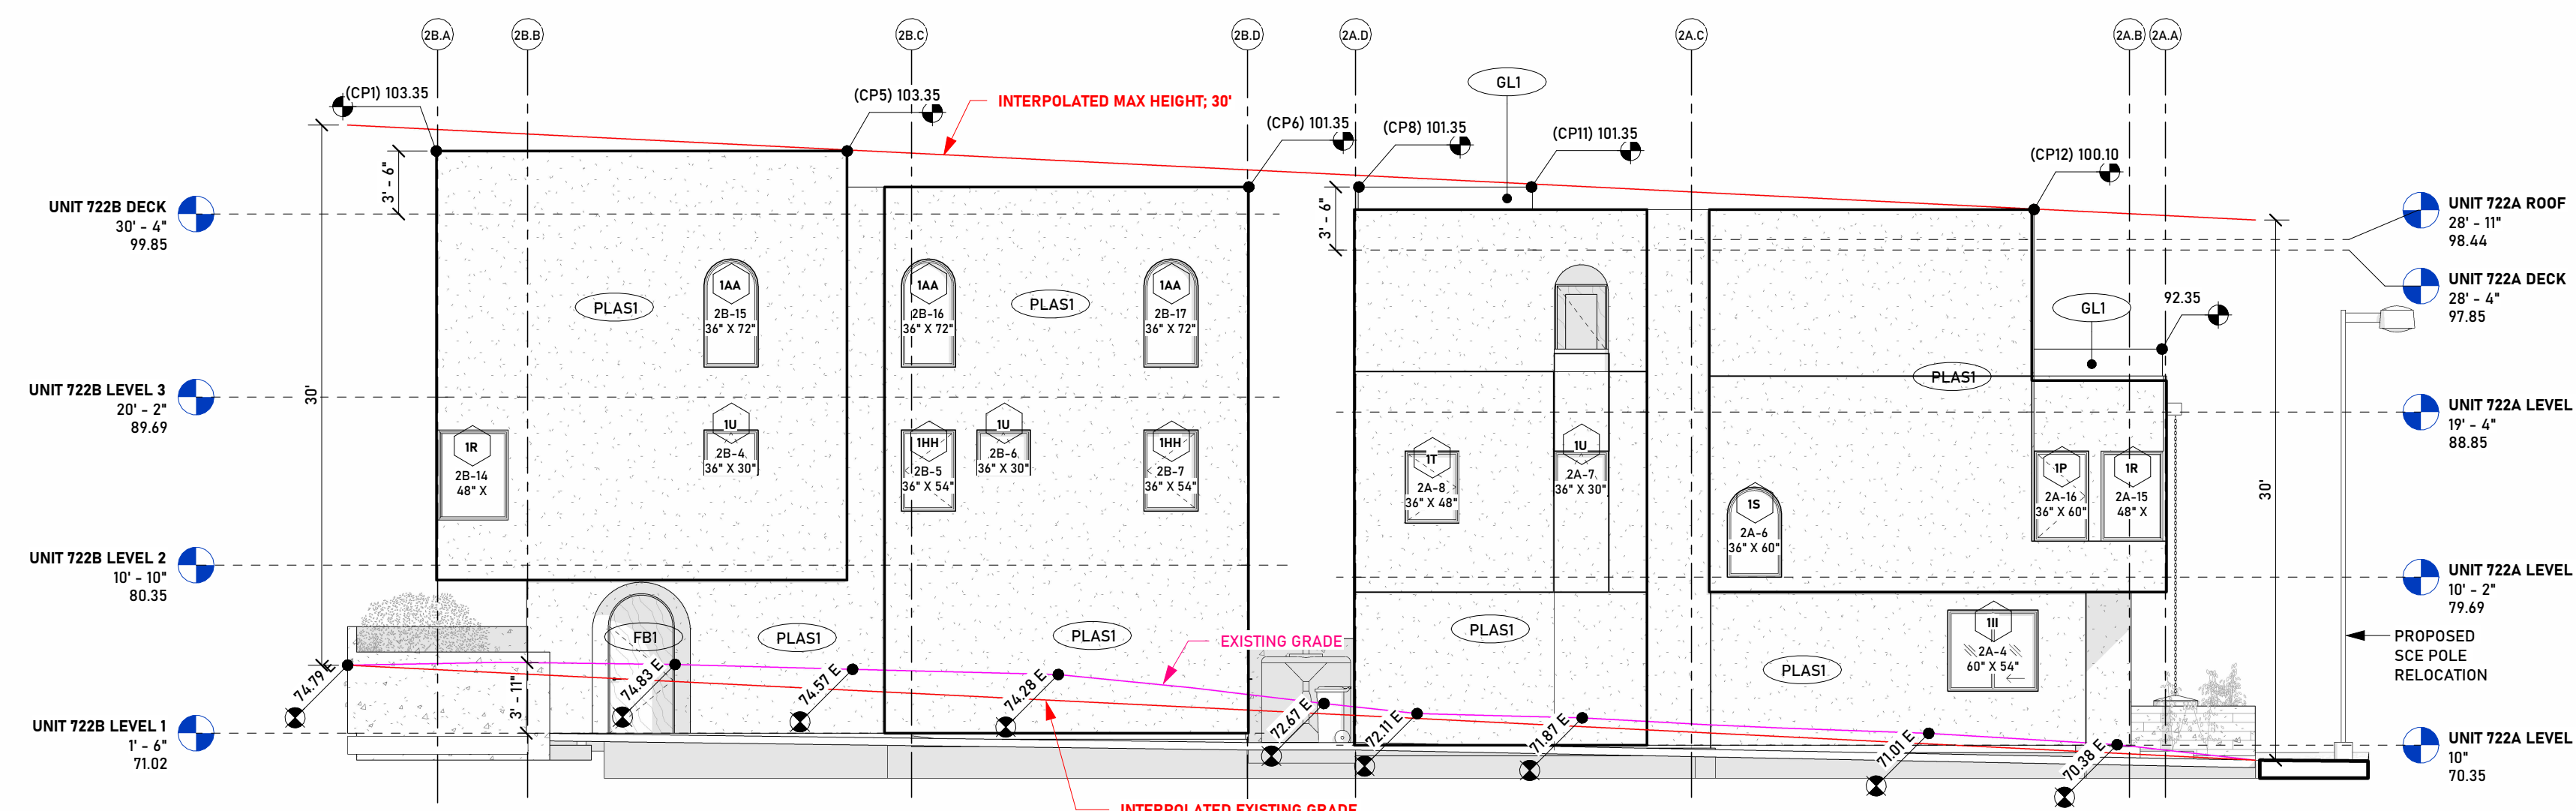 2B.A
2B.B
2B.C
2B.D
2A.D
2A.C
2A.B
2A.A
GL1
(CP1) 103.35
(CP5) 103.35
INTERPOLATED MAX HEIGHT; 30'
(CP6) 101.35
(CP8) 101.35
(CP11) 101.35
(CP12) 100.10
3' - 6"
3' - 6"
UNIT 722B DECK
30' - 4"
99.85
UNIT 722A ROOF
28' - 11"
98.44
UNIT 722A DECK
28' - 4"
97.85
PLAS1
1AA
2B-15
36" X 72"
1AA
2B-16
36" X 72"
PLAS1
1AA
2B-17
36" X 72"
GL1
92.35
UNIT 722B LEVEL 3
20' - 2"
89.69
30'
PLAS1
UNIT 722A LEVEL
19' - 4"
88.85
1R
2B-14
48" X
1U
2B-4
36" X 30"
1HH
2B-5
36" X 54"
1U
2B-6
36" X 30"
1HH
2B-7
36" X 54"
1T
2A-8
36" X 48"
1U
2A-7
36" X 30"
1S
2A-6
36" X 60"
1P
2A-16
36" X 60"
1R
2A-15
48" X
30'
UNIT 722B LEVEL 2
10' - 10"
80.35
UNIT 722A LEVEL
10' - 2"
79.69
FB1
PLAS1
PLAS1
EXISTING GRADE
PLAS1
PLAS1
1II
2A-4
60" X 54"
PROPOSED
SCE POLE
RELOCATION
74.79 E
3' - 11"
74.83 E
74.57 E
74.28 E
72.67 E
72.11 E
71.87 E
71.01 E
70.38 E
UNIT 722B LEVEL 1
1' - 6"
71.02
UNIT 722A LEVEL
10"
70.35
INTERPOLATED EXISTING GRADE